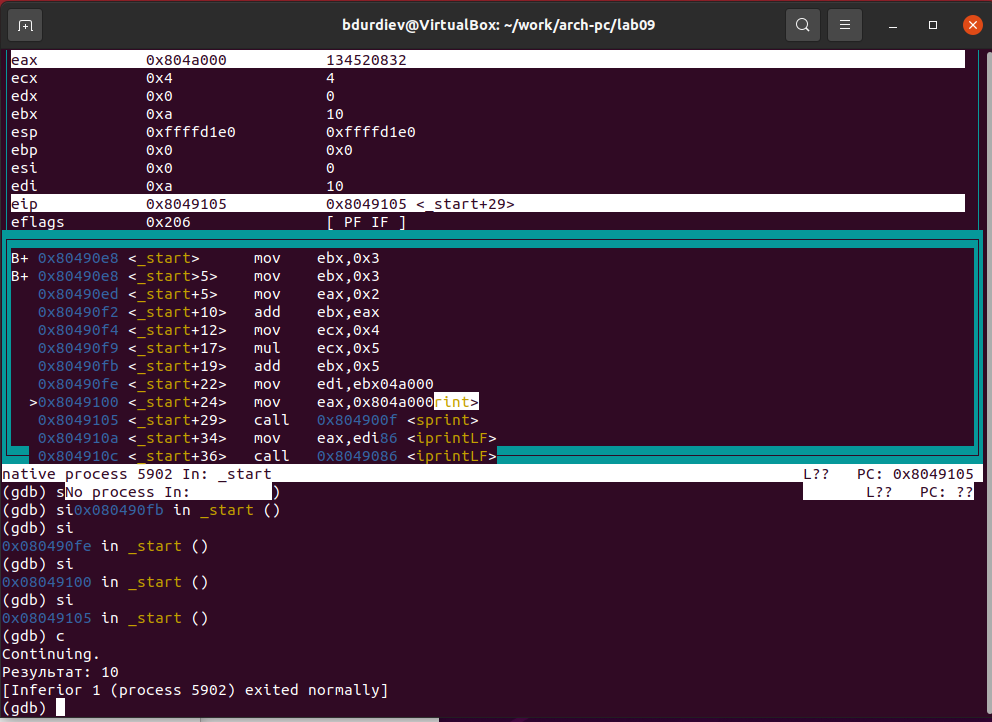 bdurdiev@VirtualBox: ~/work/arch-pc/lab09
eax 0x804a000 134520832
ecx 0x4 4
edx 0x0 0
ebx 0xa 10
esp 0xffffd1e0 0xffffd1e0
ebp 0x0 0x0
esi 0x0 0
edi 0xa 10
eip 0x8049105 0x8049105 <_start+29>
eflags 0x206 [ PF IF ]
B+ 0x80490e8 <_start> mov ebx,0x3
B+ 0x80490e8 <_start>5> mov ebx,0x3
0x80490ed <_start+5> mov eax,0x2
0x80490f2 <_start+10> add ebx,eax
0x80490f4 <_start+12> mov ecx,0x4
0x80490f9 <_start+17> mul ecx,0x5
0x80490fb <_start+19> add ebx,0x5
0x80490fe <_start+22> mov edi,ebx04a000
>0x8049100 <_start+24> mov eax,0x804a000rint>
0x8049105 <_start+29> call 0x804900f <sprint>
0x804910a <_start+34> mov eax,edi86 <iprintLF>
0x804910c <_start+36> call 0x8049086 <iprintLF>
native process 5902 In: _start L?? PC: 0x8049105
(gdb) sNo process In: ) L?? PC: ??
(gdb) si0x080490fb in _start ()
(gdb) si
0x080490fe in _start ()
(gdb) si
0x08049100 in _start ()
(gdb) si
0x08049105 in _start ()
(gdb) c
Continuing.
Результат: 10
[Inferior 1 (process 5902) exited normally]
(gdb)